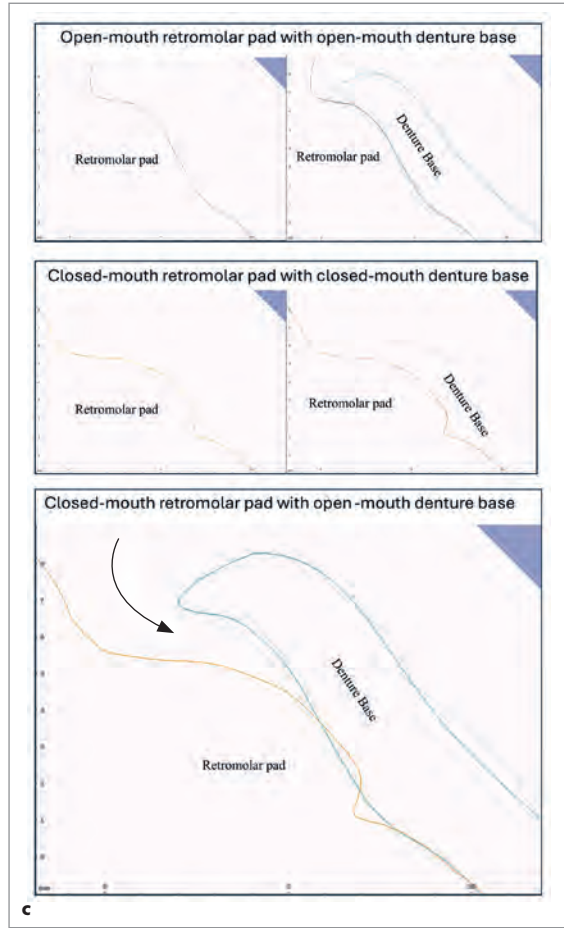 Open-mouth retromolar pad with open-mouth denture base
Retromolar pad
Retromolar pad
Denture Base
Closed-mouth retromolar pad with closed-mouth denture base
Retromolar pad
Retromolar pad
Denture Base
Closed-mouth retromolar pad with open-mouth denture base
Denture Base
Retromolar pad
c